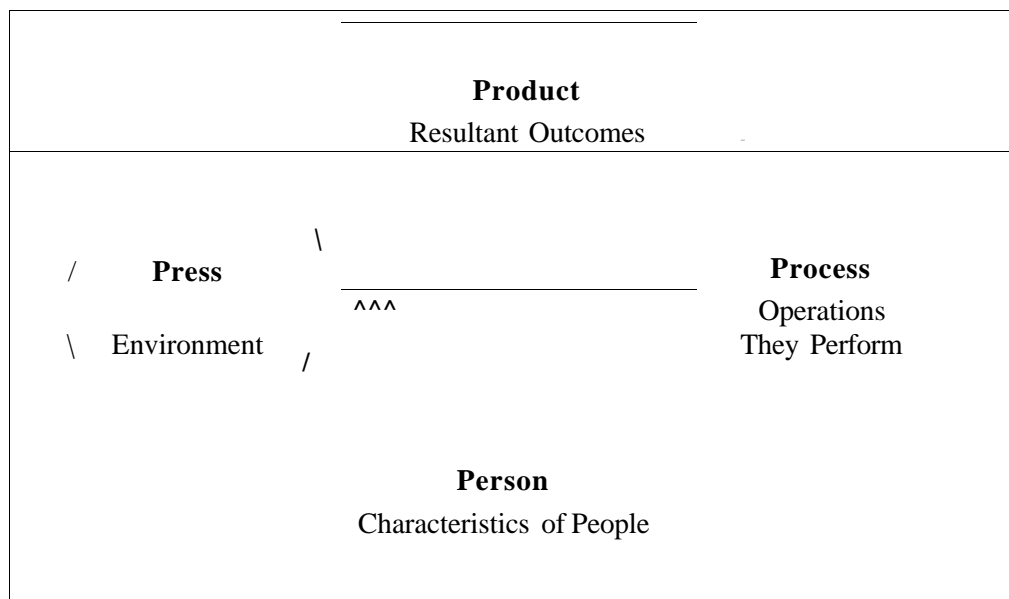 Product
Resultant Outcomes
\
/ Press
Process
^^^
Operations
\ Environment /
They Perform
Person
Characteristics of People